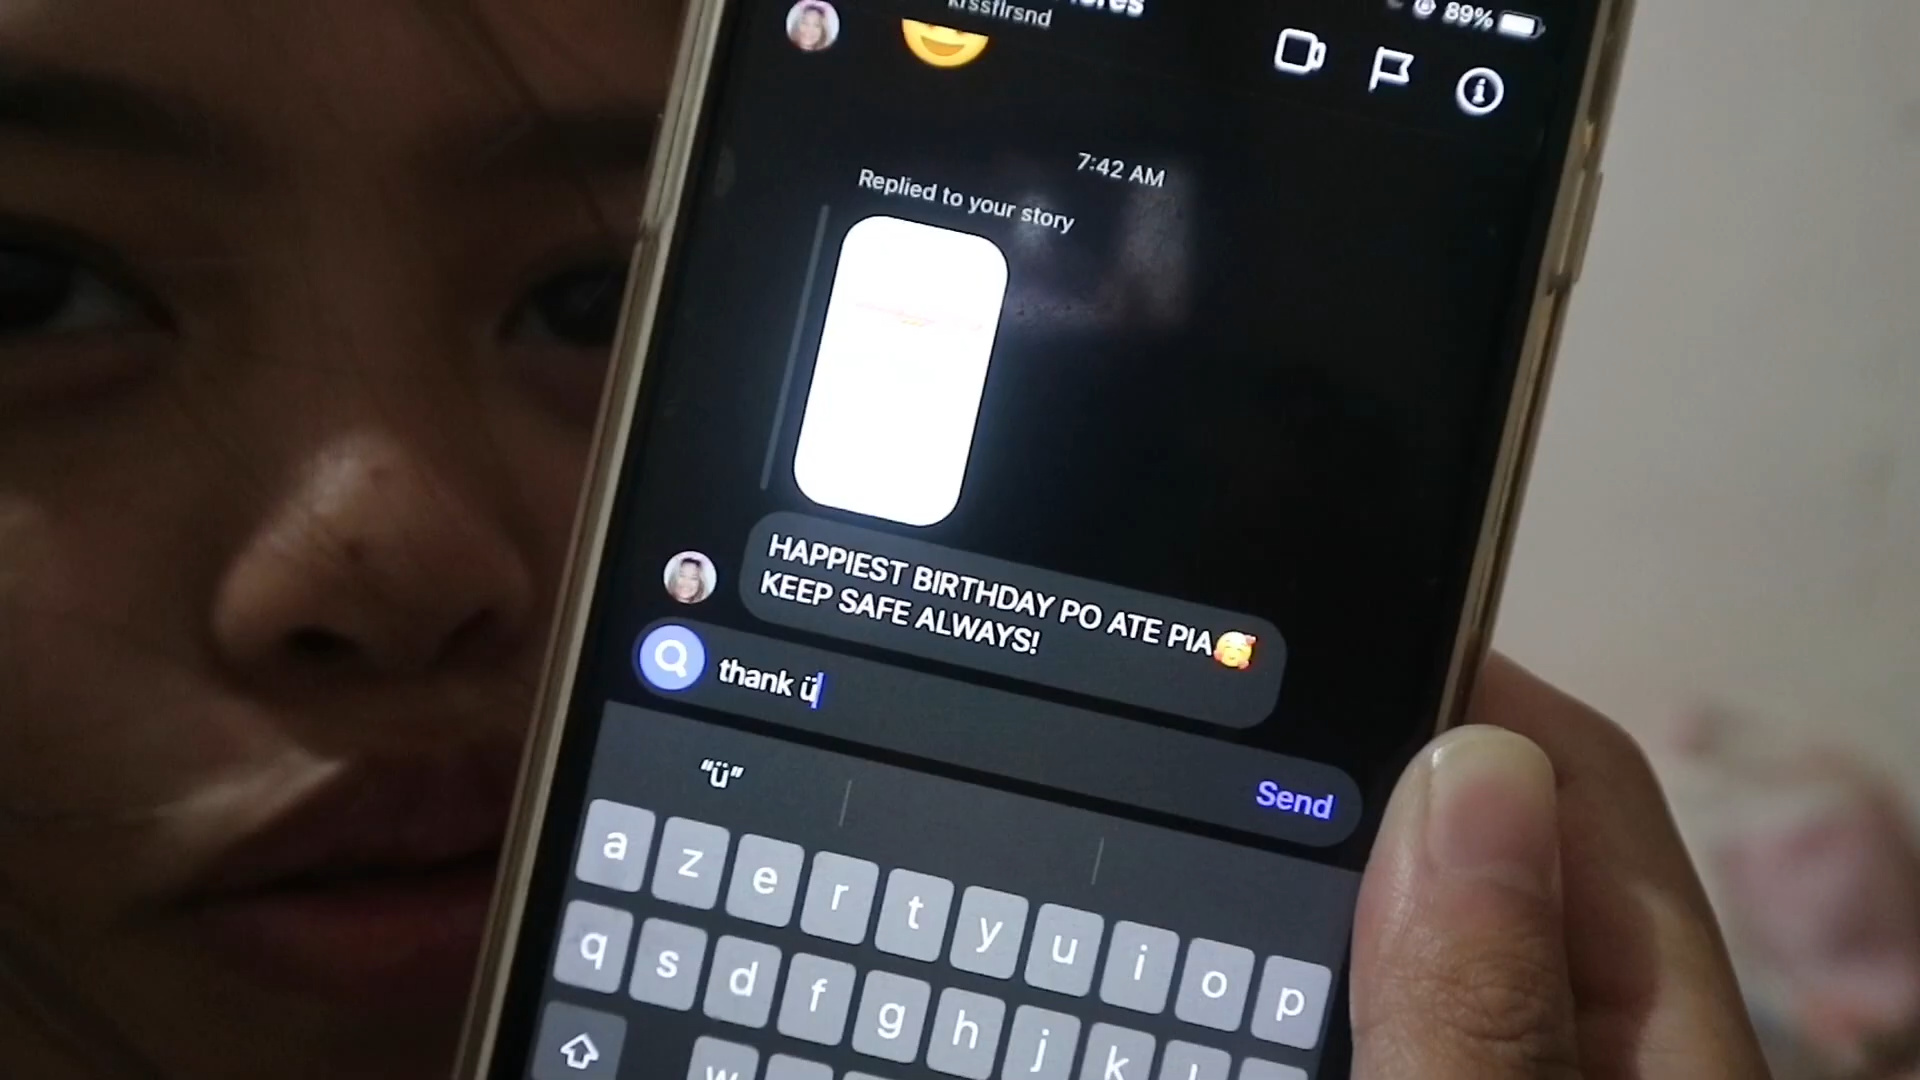 89%
krssflrsnd
7:42 AM
Replied to your story
HAPPIEST BIRTHDAY PO ATE PIA🥰
KEEP SAFE ALWAYS!
thank ü
Send
"ü"
a z e r t y u i o p
q s d f g h j k l
w